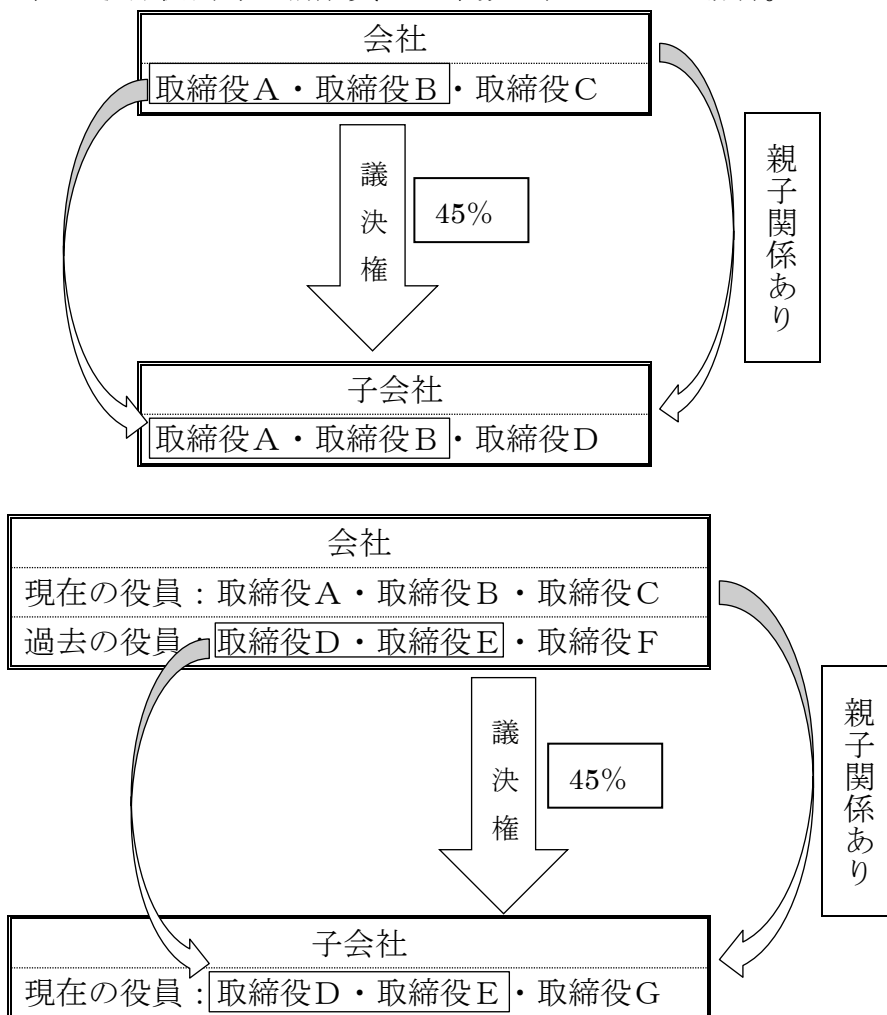 会社
取締役A・取締役B・取締役C
議決権
45%
親子関係あり
子会社
取締役A・取締役B・取締役D
会社
現在の役員：取締役A・取締役B・取締役C
過去の役員：取締役D・取締役E・取締役F
議決権
45%
親子関係あり
子会社
現在の役員：取締役D・取締役E・取締役G